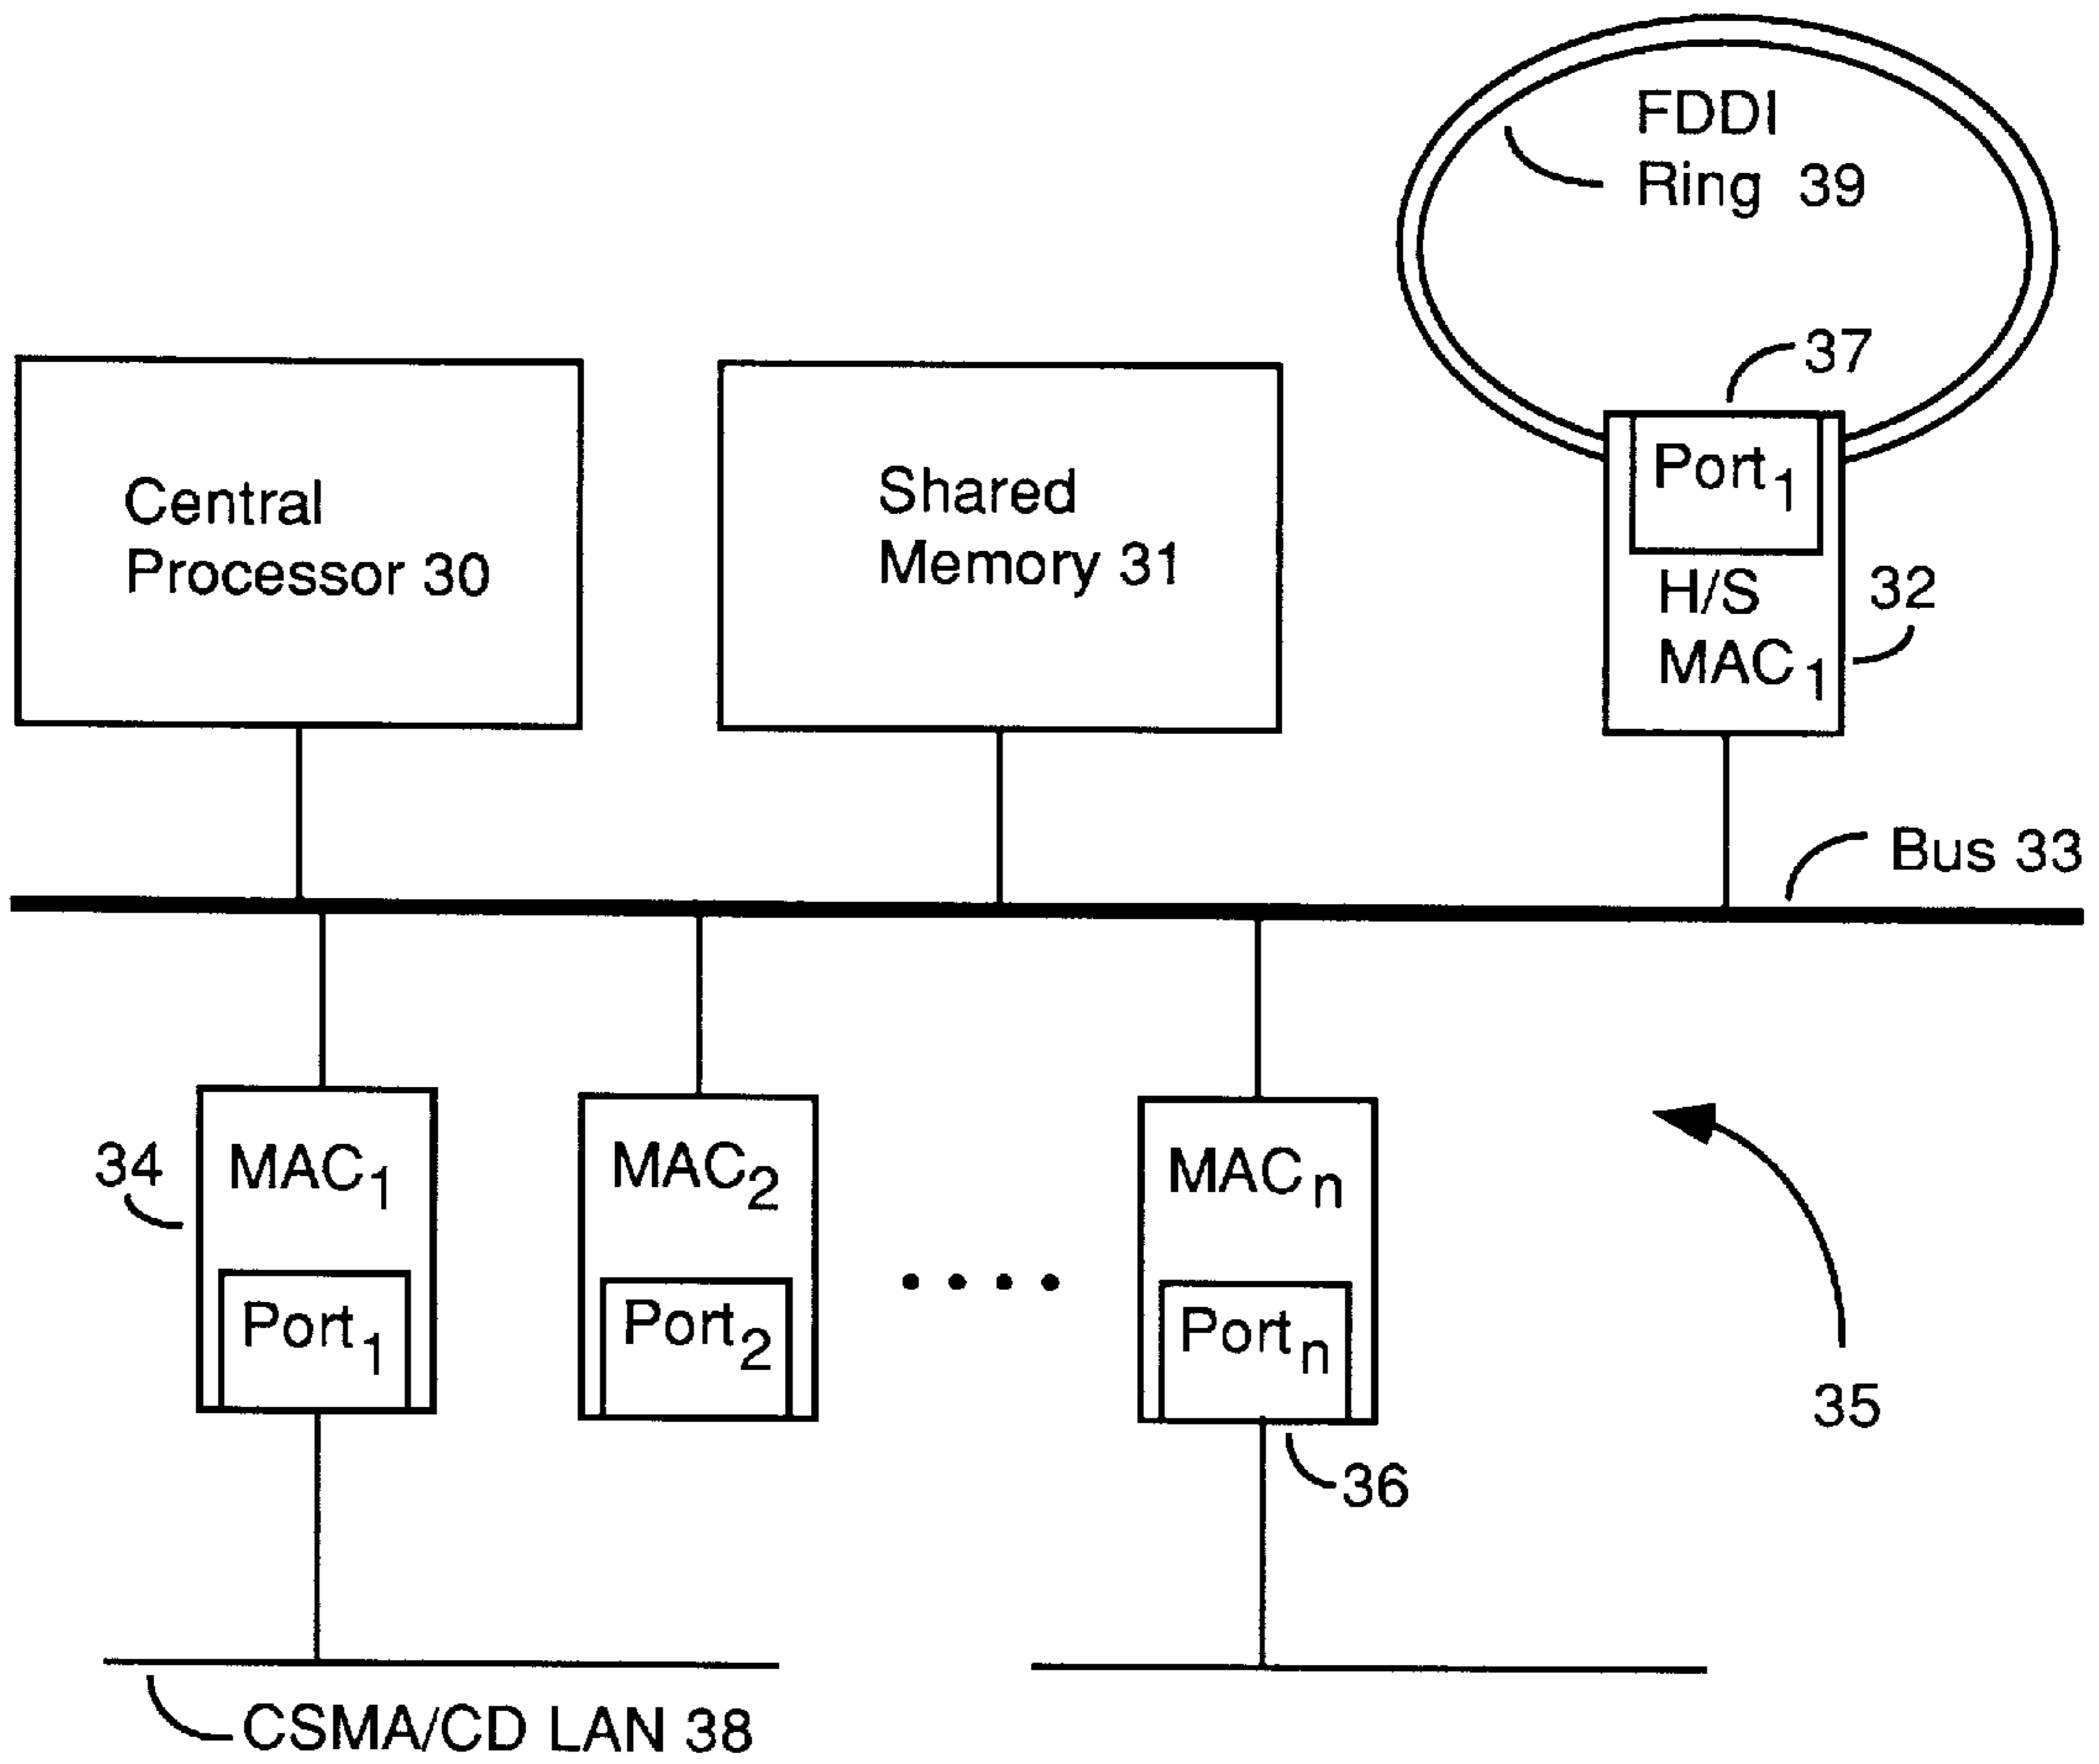 FDDI
Ring 39
37
Port1
H/S
MAC1
32
Central
Processor 30
Shared
Memory 31
Bus 33
34
MAC1
Port1
MAC2
Port2
MACn
Portn
36
35
CSMA/CD LAN 38